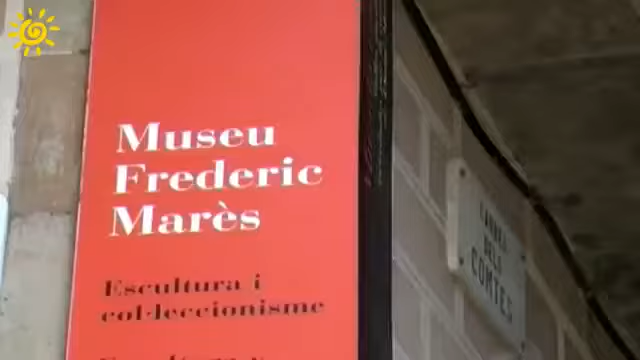 Museu
Frederic
Marès
Escultura i
col·leccionisme
CARRER
DELS
COMTES